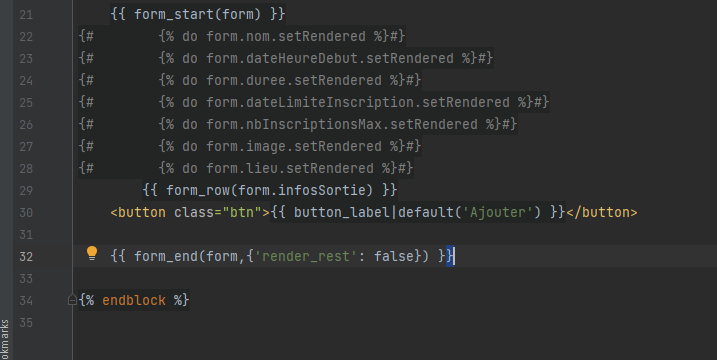 21 {{ form_start(form) }}
22 {# {% do form.nom.setRendered %}#}
23 {# {% do form.dateHeureDebut.setRendered %}#}
24 {# {% do form.duree.setRendered %}#}
25 {# {% do form.dateLimiteInscription.setRendered %}#}
26 {# {% do form.nbInscriptionsMax.setRendered %}#}
27 {# {% do form.image.setRendered %}#}
28 {# {% do form.lieu.setRendered %}#}
29 {{ form_row(form.infosSortie) }}
30 <button class="btn">{{ button_label|default('Ajouter') }}</button>
31
32 {{ form_end(form,{'render_rest': false}) }}
33
34 {% endblock %}
35
okmarks